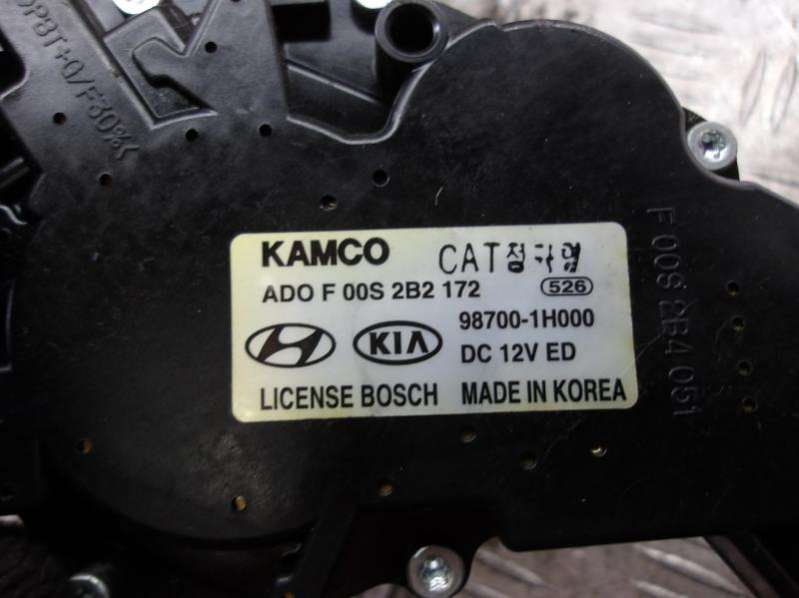 KAMCO CAT
ADO F 00S 2B2 172 526
98700-1H000
KIA DC 12V ED
LICENSE BOSCH MADE IN KOREA
F 00S 2B4 051